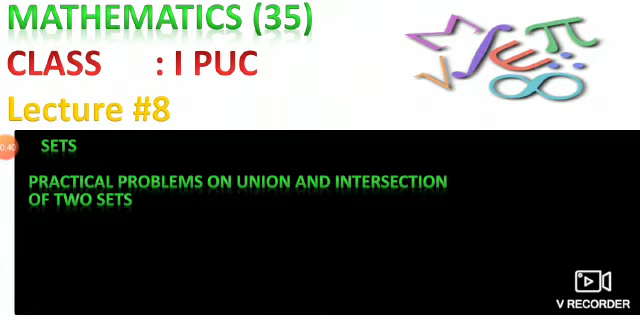 MATHEMATICS (35)
CLASS : I PUC
Lecture #8
0:40
SETS
PRACTICAL PROBLEMS ON UNION AND INTERSECTION
OF TWO SETS
V RECORDER